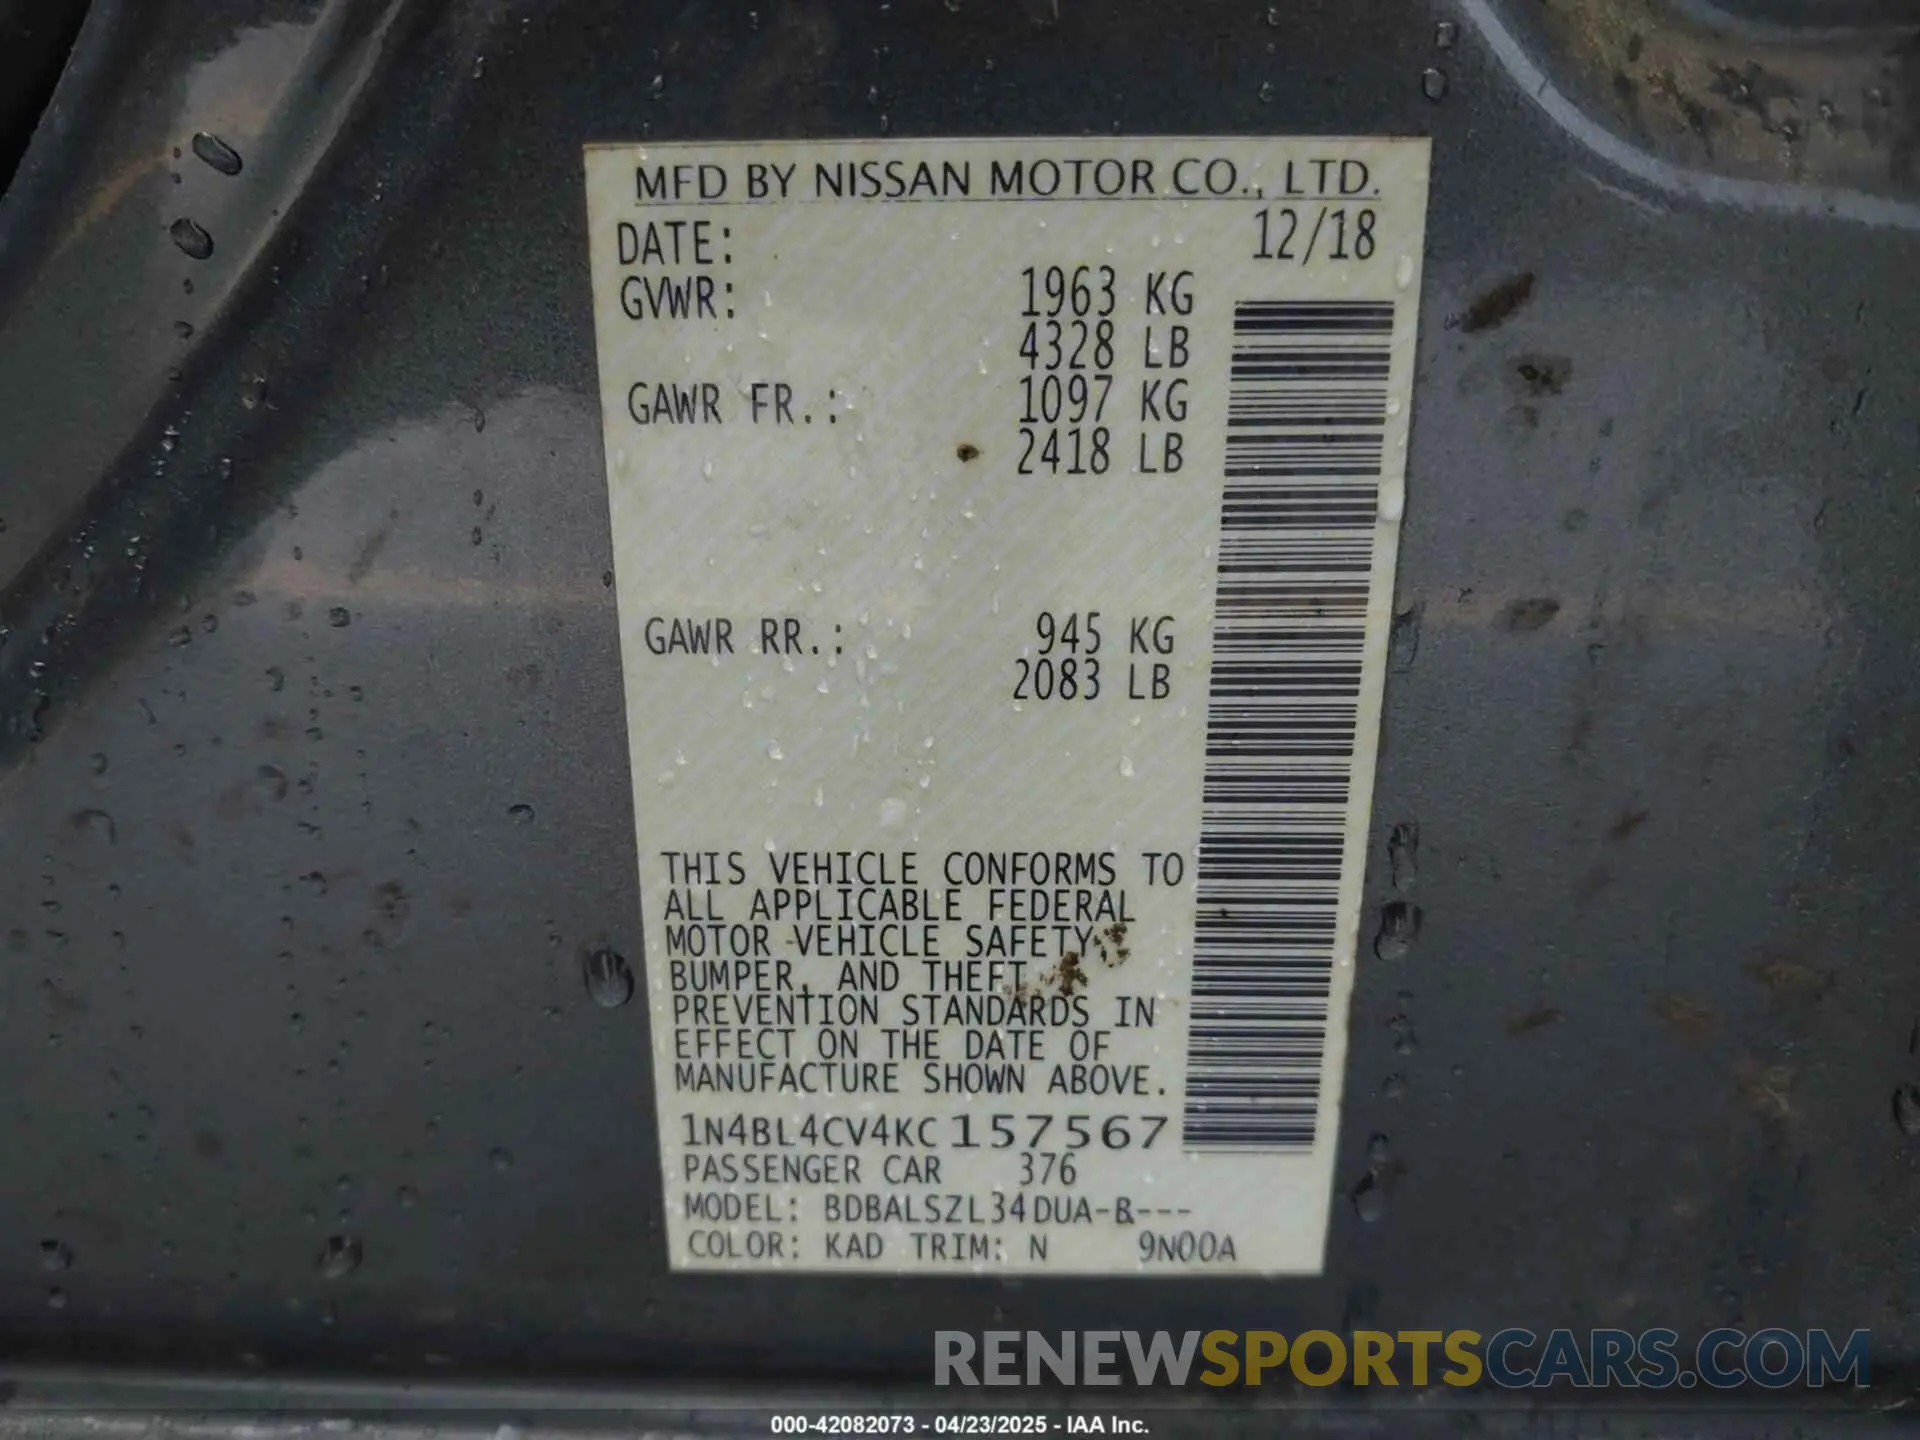 MFD BY NISSAN MOTOR CO., LTD.
DATE: 12/18
GVWR: 1963 KG
4328 LB
GAWR FR.: 1097 KG
2418 LB
GAWR RR.: 945 KG
2083 LB
THIS VEHICLE CONFORMS TO
ALL APPLICABLE FEDERAL
MOTOR VEHICLE SAFETY
BUMPER, AND THEFT
PREVENTION STANDARDS IN
EFFECT ON THE DATE OF
MANUFACTURE SHOWN ABOVE.
1N4BL4CV4KC157567
PASSENGER CAR 376
MODEL: BDBALSZL34DUA-B---
COLOR: KAD TRIM: N 9N00A
RENEWSPORTSCARS.COM
000-42082073 - 04/23/2025 - IAA Inc.